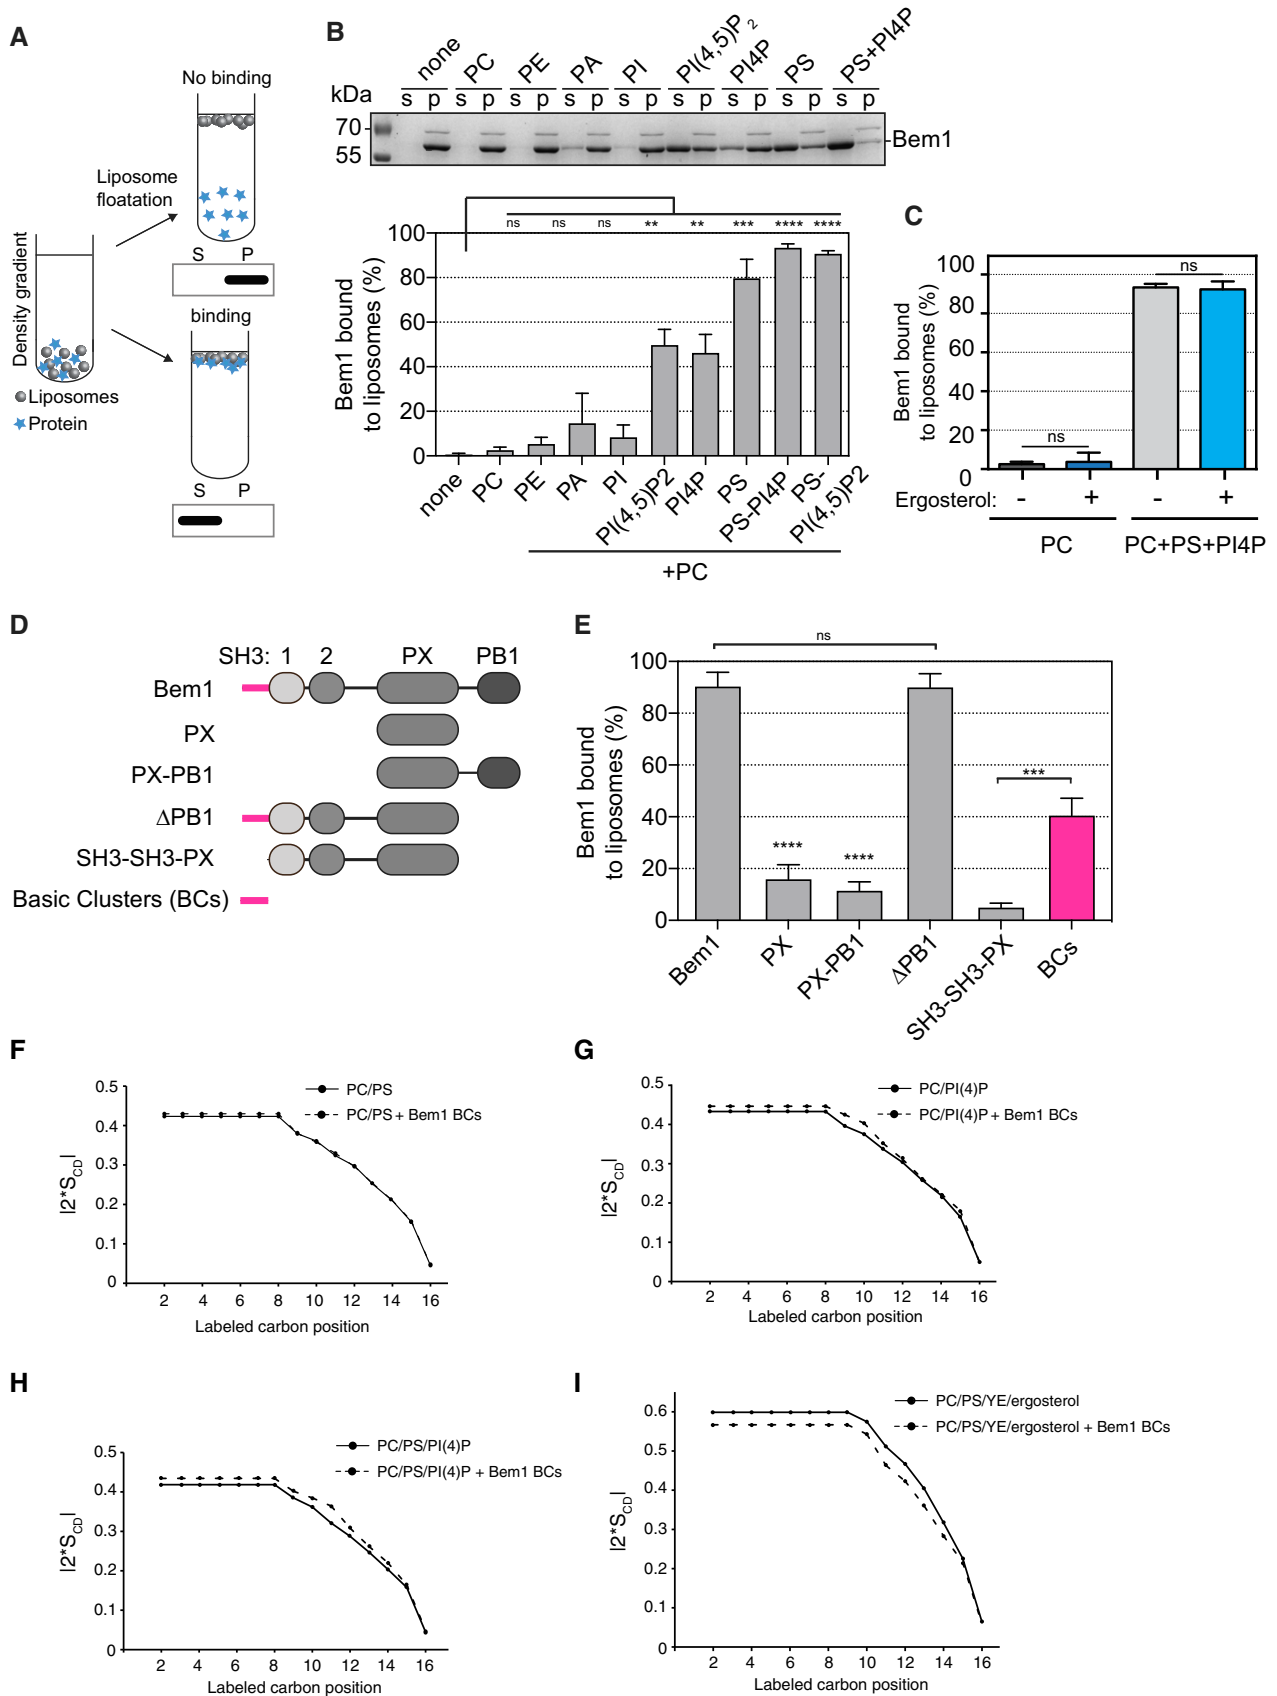 A
No binding
Liposome
floatation
S P
Density gradient
binding
Liposomes
Protein
S P
B
none PC PE PA PI PI(4,5)P2 PI4P PS PS+PI4P
kDa
s p s p s p s p s p s p s p s p s p
70
55
Bem1
ns ns ns ** ** *** **** ****
Bem1 bound
to liposomes (%)
100
80
60
40
20
0
none PC PE PA PI PI(4,5)P2 PI4P PS PS-PI4P PS-PI(4,5)P2
+PC
C
Bem1 bound
to liposomes (%)
100
80
60
40
20
0
ns
ns
Ergosterol: - + - +
PC PC+PS+PI4P
D
SH3: 1 2 PX PB1
Bem1
PX
PX-PB1
ΔPB1
SH3-SH3-PX
Basic Clusters (BCs)
E
ns
Bem1 bound
to liposomes (%)
100
80
60
40
20
0
****
****
***
Bem1 PX PX-PB1 ΔPB1 SH3-SH3-PX BCs
F
PC/PS
PC/PS + Bem1 BCs
|2*SCD|
0.5
0.4
0.3
0.2
0.1
0
2 4 6 8 10 12 14 16
Labeled carbon position
G
PC/PI(4)P
PC/PI(4)P + Bem1 BCs
|2*SCD|
0.5
0.4
0.3
0.2
0.1
0
2 4 6 8 10 12 14 16
Labeled carbon position
H
PC/PS/PI(4)P
PC/PS/PI(4)P + Bem1 BCs
|2*SCD|
0.5
0.4
0.3
0.2
0.1
0
2 4 6 8 10 12 14 16
Labeled carbon position
I
PC/PS/YE/ergosterol
PC/PS/YE/ergosterol + Bem1 BCs
|2*SCD|
0.6
0.5
0.4
0.3
0.2
0.1
0
2 4 6 8 10 12 14 16
Labeled carbon position